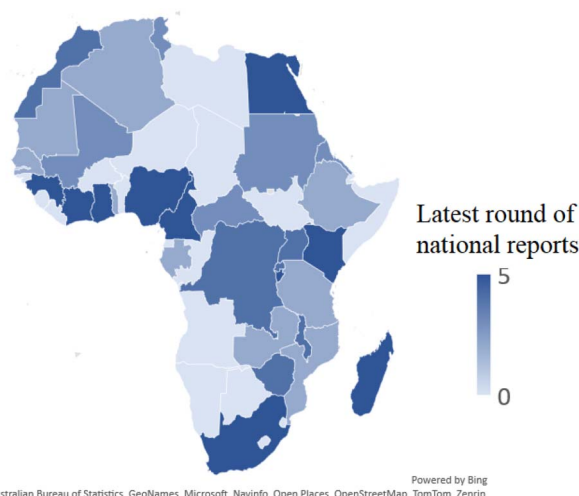 Latest round of
national reports
5
0
Powered by Bing
stralian Bureau of Statistics, GeoNames, Microsoft, Navinfo, Open Places, OpenStreetMap, TomTom, Zenrin